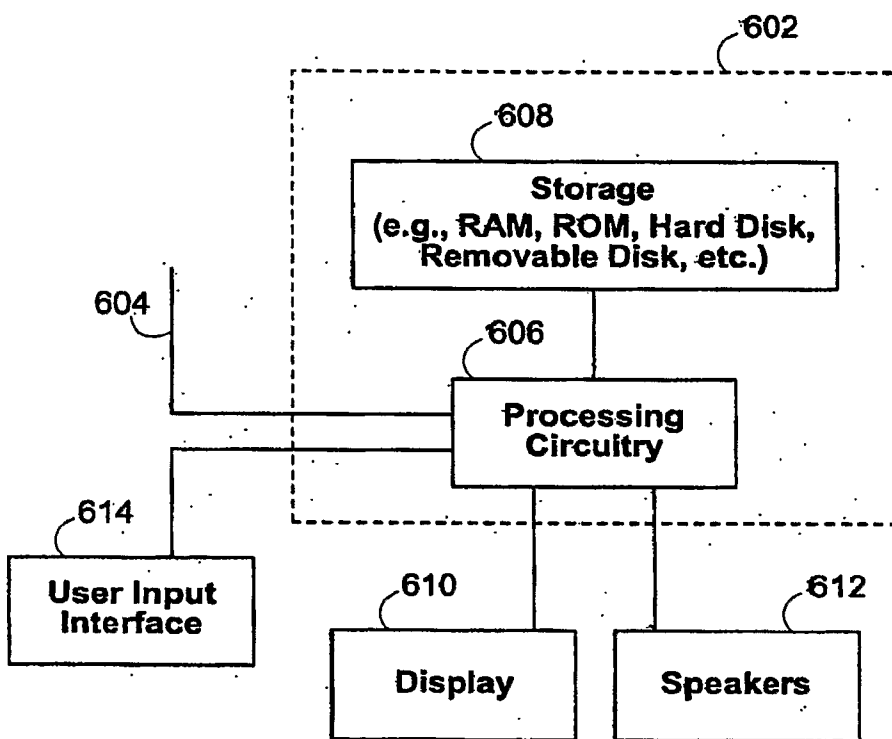 602
608
Storage
(e.g., RAM, ROM, Hard Disk,
Removable Disk, etc.)
604
606
Processing
Circuitry
614
User Input
Interface
610
Display
612
Speakers